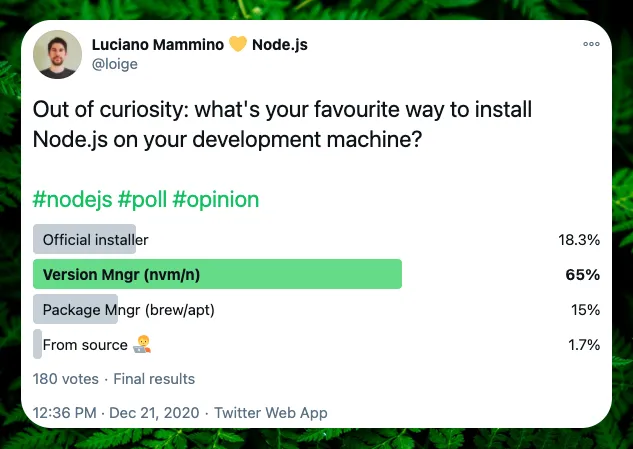 Luciano Mammino 💛 Node.js
@loige
Out of curiosity: what's your favourite way to install
Node.js on your development machine?
#nodejs #poll #opinion
Official installer 18.3%
Version Mngr (nvm/n) 65%
Package Mngr (brew/apt) 15%
From source 🧑‍💻 1.7%
180 votes · Final results
12:36 PM · Dec 21, 2020 · Twitter Web App